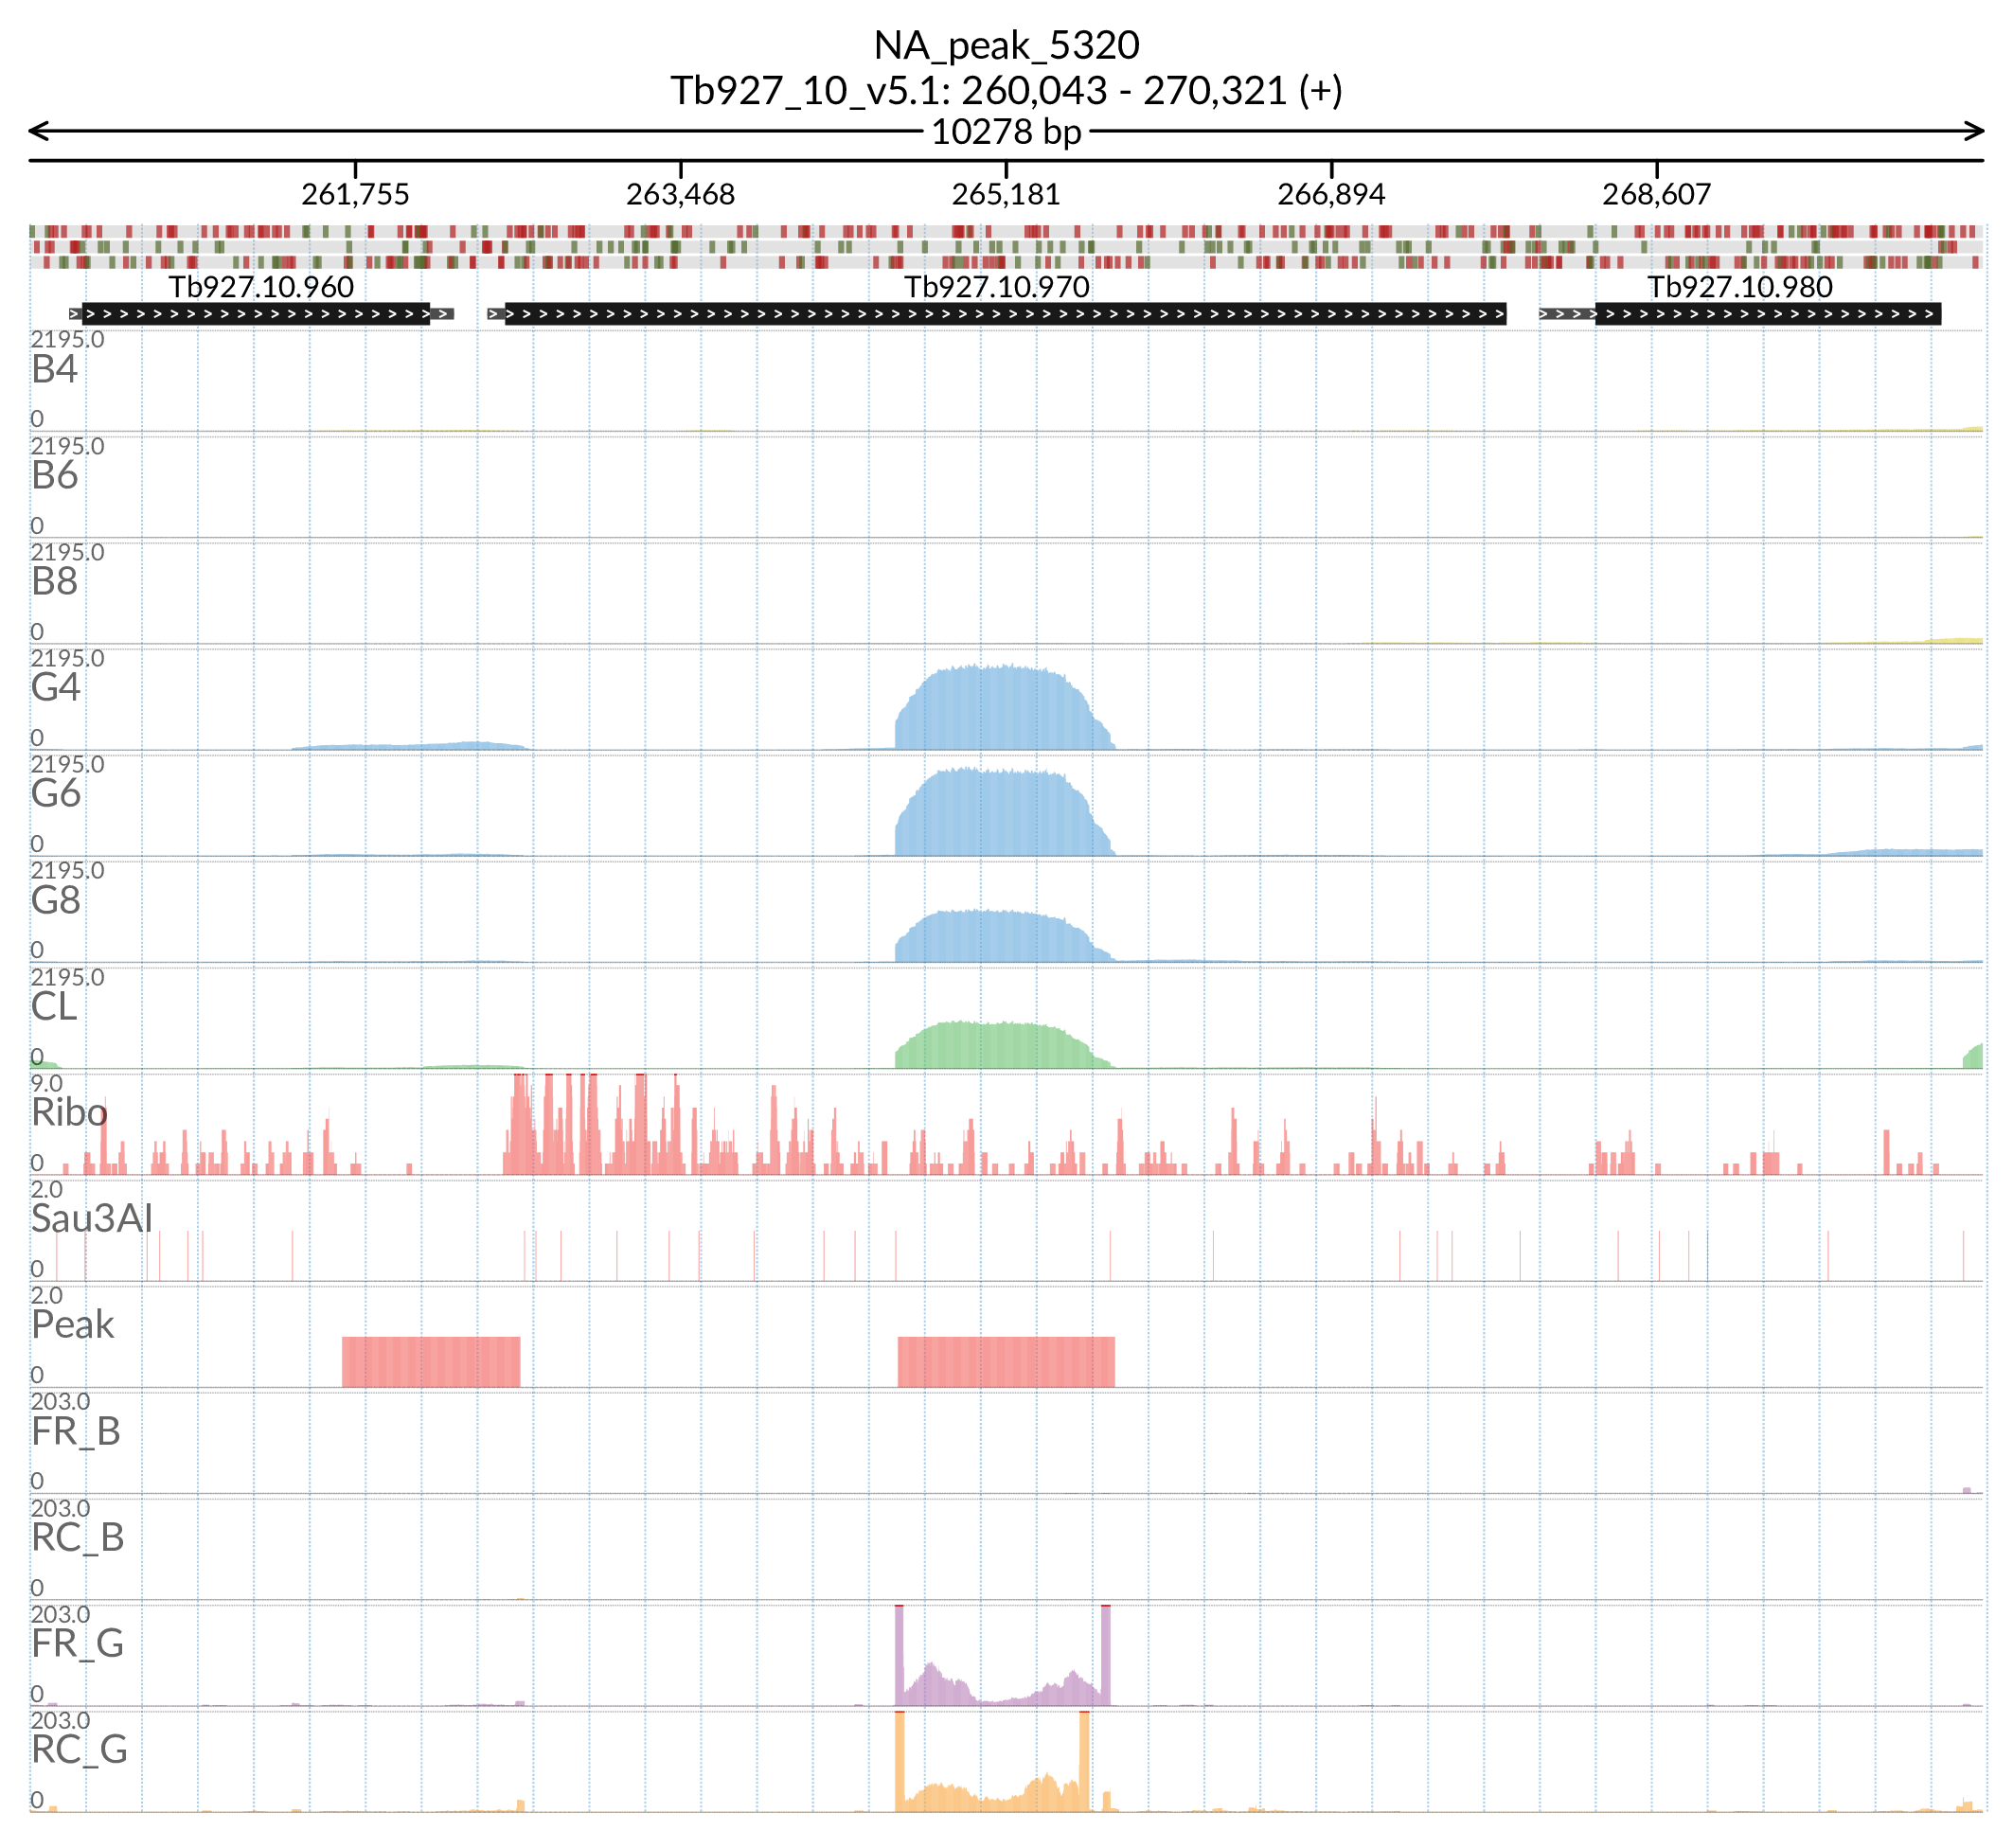 NA_peak_5320
Tb927_10_v5.1: 260,043 - 270,321 (+)
10278 bp
261,755 263,468 265,181 266,894 268,607
Tb927.10.960 Tb927.10.970 Tb927.10.980
2195.0
B4
0
2195.0
B6
0
2195.0
B8
0
2195.0
G4
0
2195.0
G6
0
2195.0
G8
0
2195.0
CL
0
9.0
Ribo
0
2.0
Sau3AI
0
2.0
Peak
0
203.0
FR_B
0
203.0
RC_B
0
203.0
FR_G
0
203.0
RC_G
0